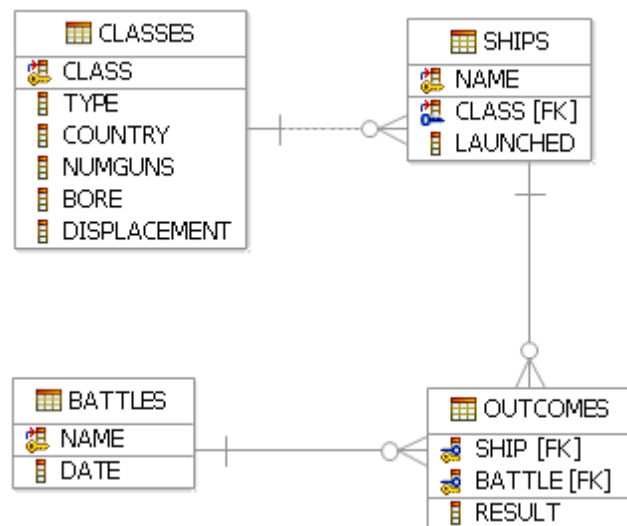 CLASSES
CLASS
TYPE
COUNTRY
NUMGUNS
BORE
DISPLACEMENT
SHIPS
NAME
CLASS [FK]
LAUNCHED
BATTLES
NAME
DATE
OUTCOMES
SHIP [FK]
BATTLE [FK]
RESULT